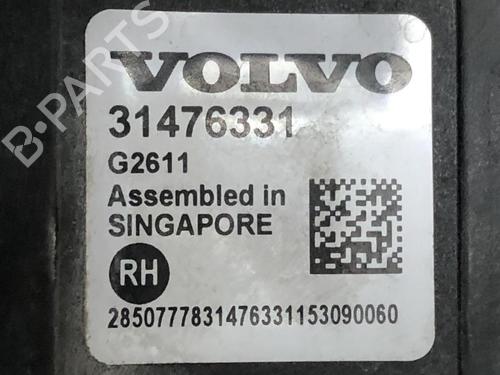 VOLVO
31476331
G2611
Assembled in
SINGAPORE
RH
2850777831476331153090060
B-PARTS